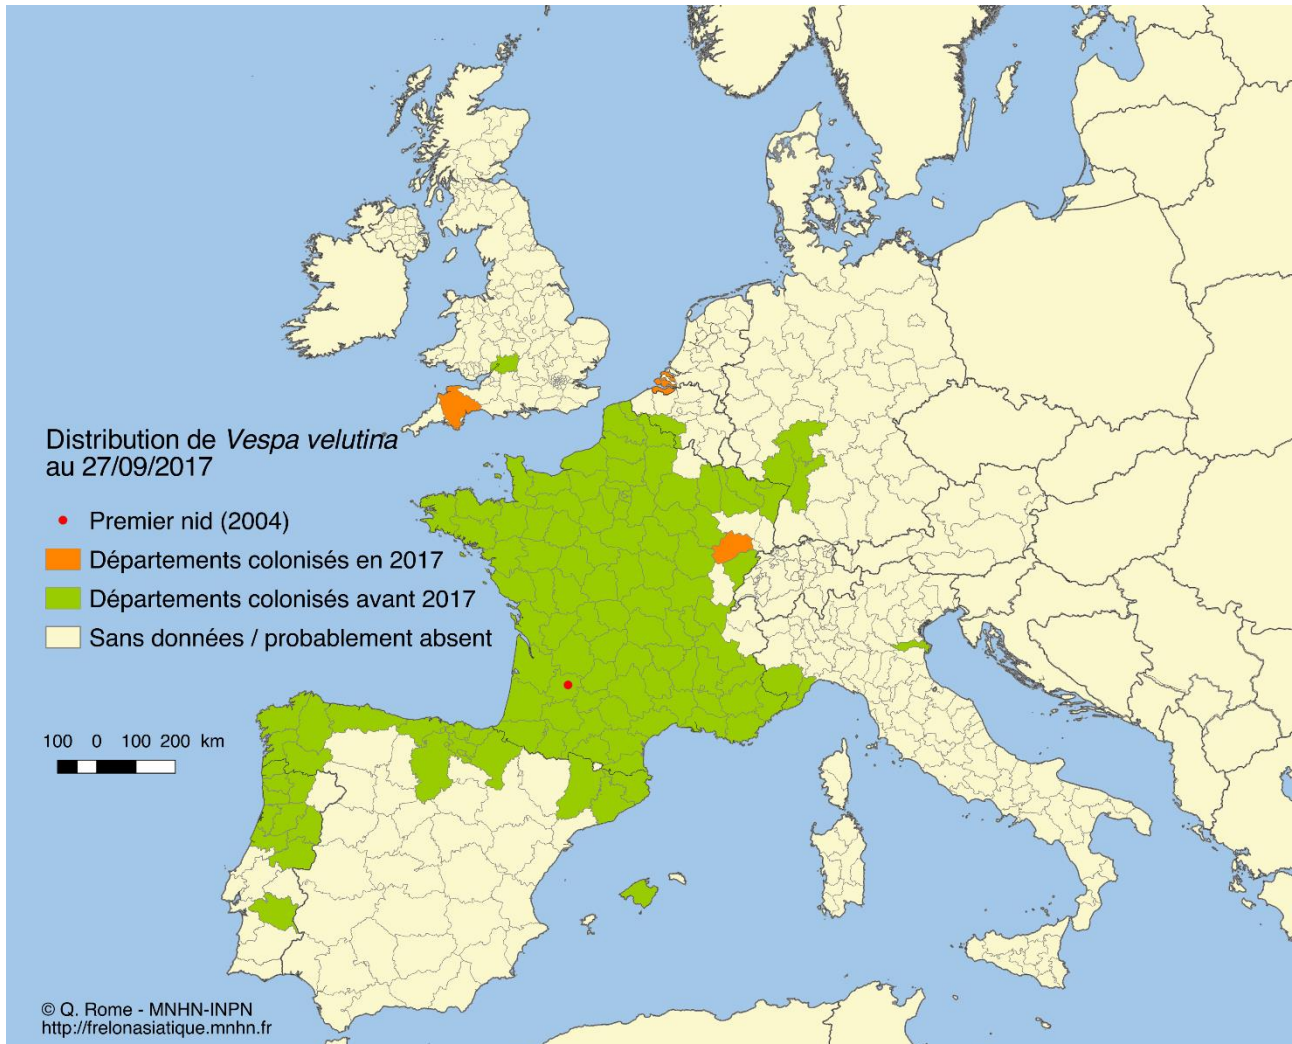 Distribution de Vespa velutina
au 27/09/2017
Premier nid (2004)
Départements colonisés en 2017
Départements colonisés avant 2017
Sans données / probablement absent
100 0 100 200 km
© Q. Rome - MNHN-INPN
http://frelonasiatique.mnhn.fr